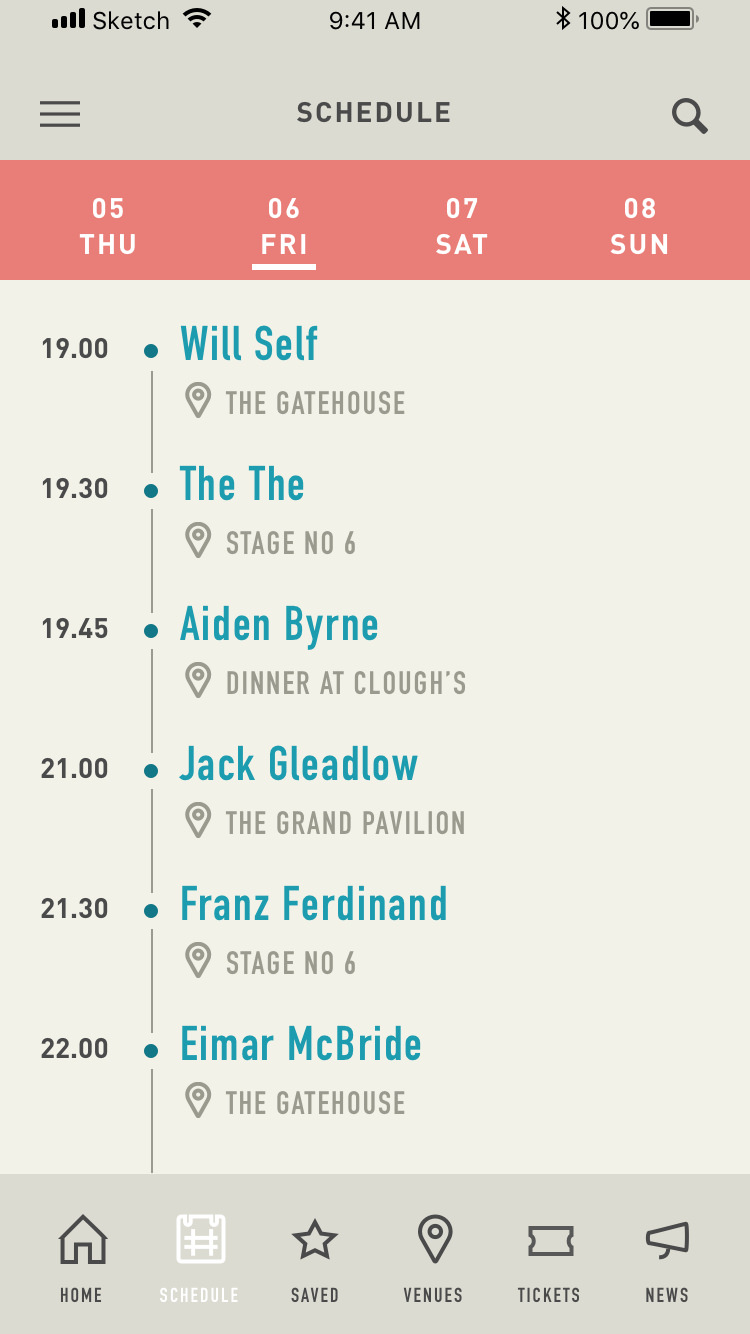 Sketch 9:41 AM 100%
SCHEDULE
05 06 07 08
THU FRI SAT SUN
19.00 Will Self
THE GATEHOUSE
19.30 The The
STAGE NO 6
19.45 Aiden Byrne
DINNER AT CLOUGH'S
21.00 Jack Gleadlow
THE GRAND PAVILION
21.30 Franz Ferdinand
STAGE NO 6
22.00 Eimar McBride
THE GATEHOUSE
HOME SCHEDULE SAVED VENUES TICKETS NEWS